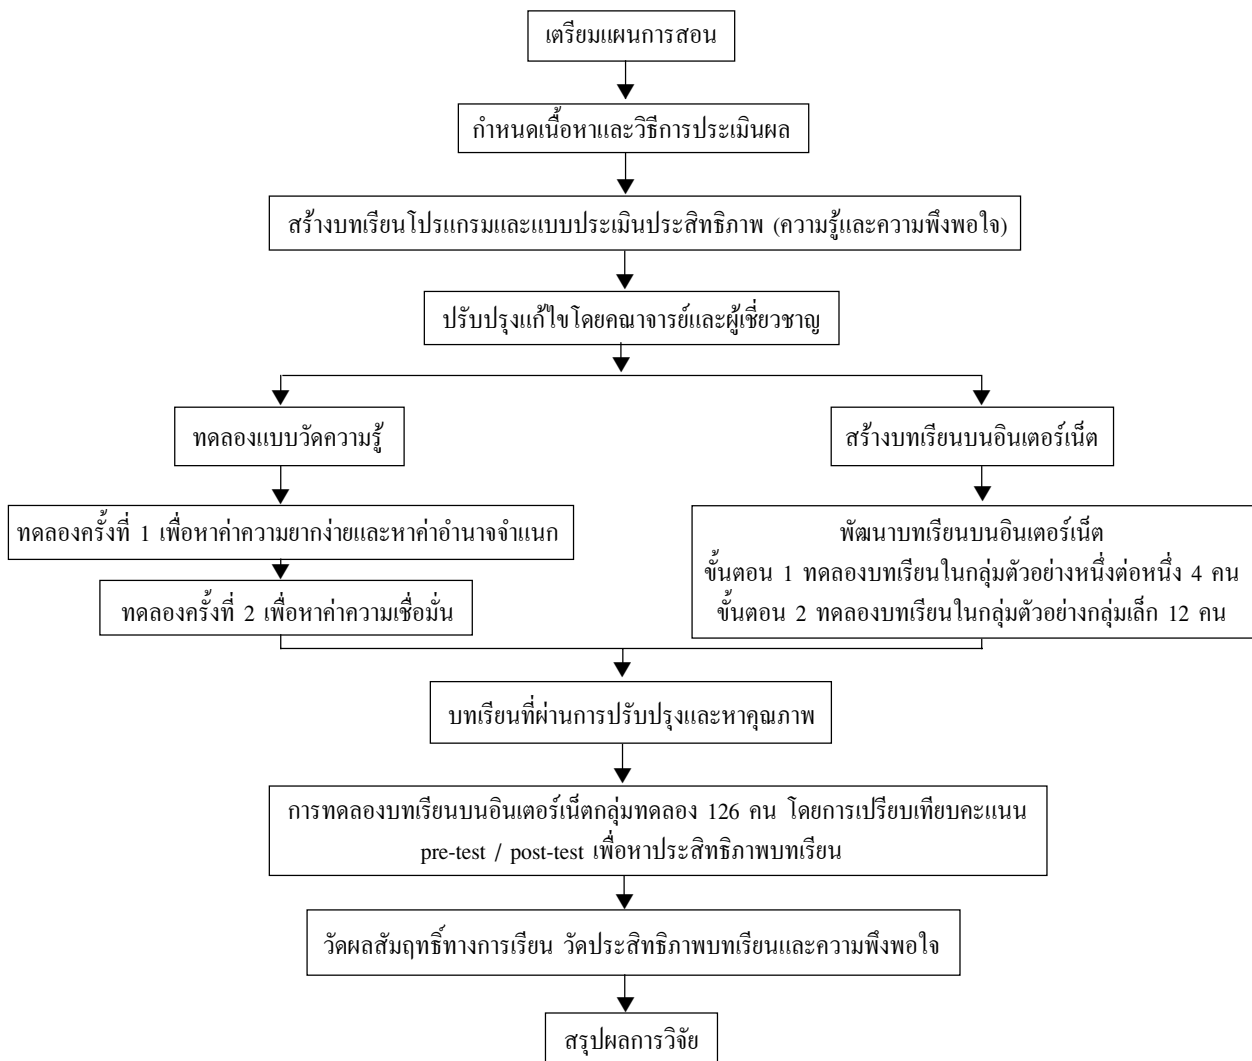 เตรียมแผนการสอน
กำหนดเนื้อหาและวิธีการประเมินผล
สร้างบทเรียนโปรแกรมและแบบประเมินประสิทธิภาพ (ความรู้และความพึงพอใจ)
ปรับปรุงแก้ไขโดยคณาจารย์และผู้เชี่ยวชาญ
ทดลองแบบวัดความรู้
ทดลองครั้งที่ 1 เพื่อหาค่าความยากง่ายและหาค่าอำนาจจำแนก
ทดลองครั้งที่ 2 เพื่อหาค่าความเชื่อมั่น
สร้างบทเรียนบนอินเตอร์เน็ต
พัฒนาบทเรียนบนอินเตอร์เน็ต
ขั้นตอน 1 ทดลองบทเรียนในกลุ่มตัวอย่างหนึ่งต่อหนึ่ง 4 คน
ขั้นตอน 2 ทดลองบทเรียนในกลุ่มตัวอย่างกลุ่มเล็ก 12 คน
บทเรียนที่ผ่านการปรับปรุงและหาคุณภาพ
การทดลองบทเรียนบนอินเตอร์เน็ตกลุ่มทดลอง 126 คน โดยการเปรียบเทียบคะแนน
pre-test / post-test เพื่อหาประสิทธิภาพบทเรียน
วัดผลสัมฤทธิ์ทางการเรียน วัดประสิทธิภาพบทเรียนและความพึงพอใจ
สรุปผลการวิจัย